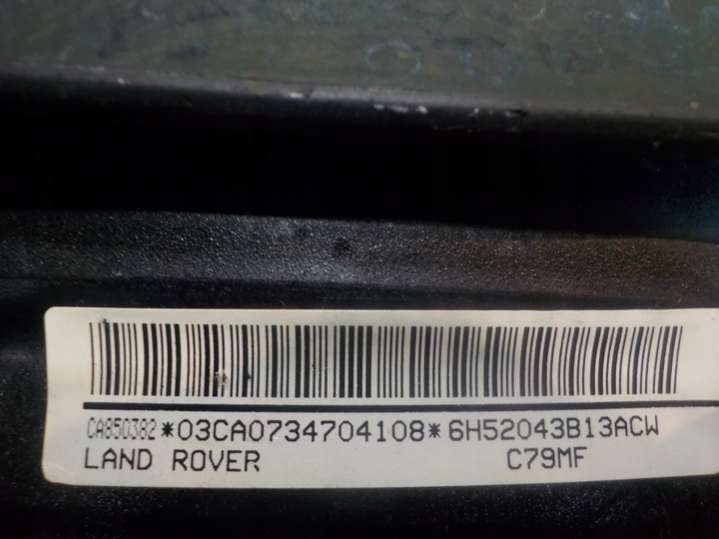 CA850382*03CA0734704108*6H52043B13ACW
LAND ROVER C79MF